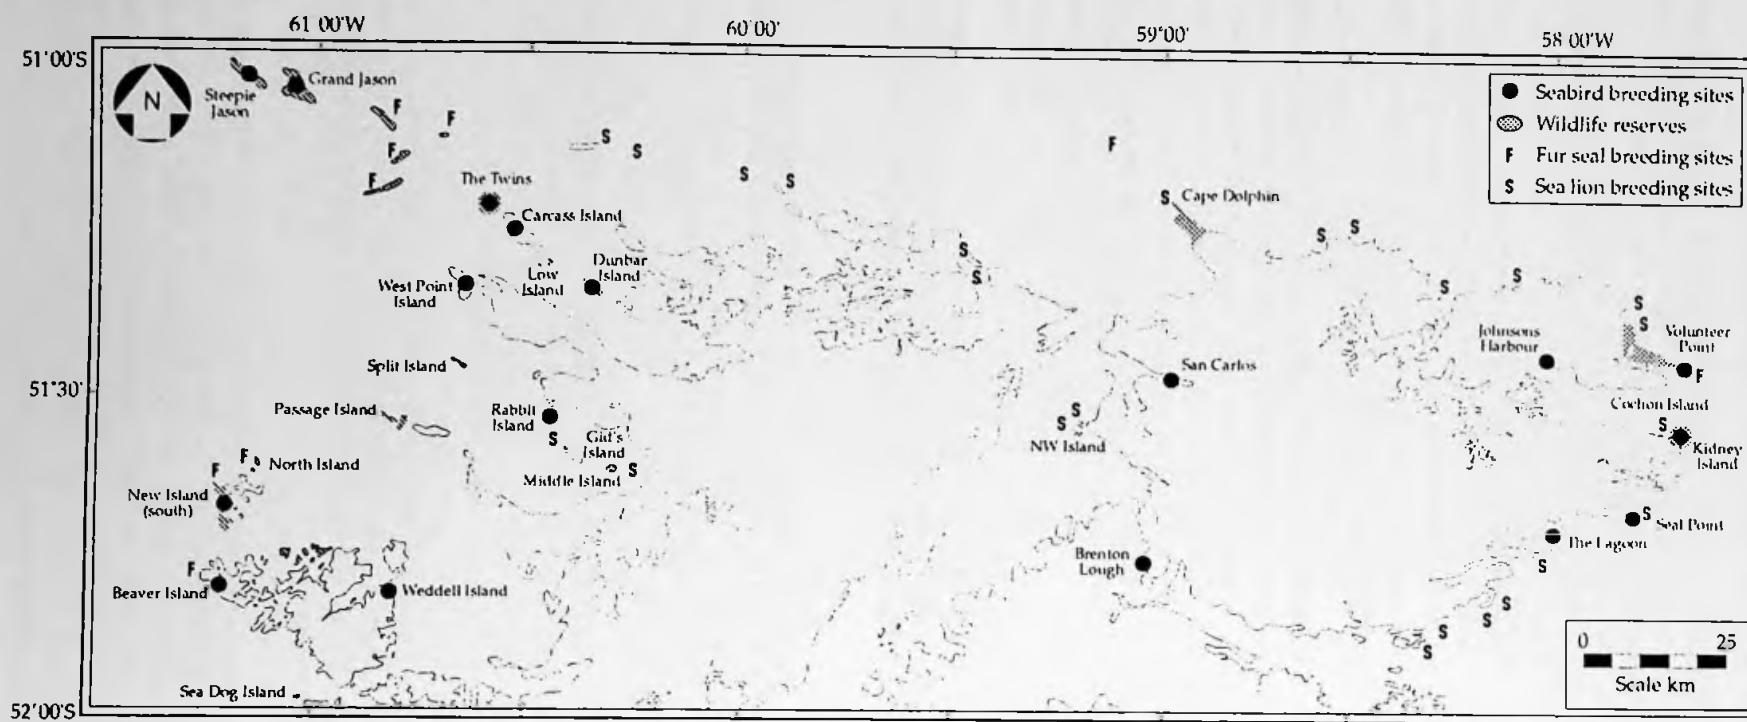 61 00'W
60 00'
59 00'
58 00'W
51°00'S
N
Steeple
Jason
Grand Jason
F
F
F
F
S
S
S
S
F
Seabird breeding sites
Wildlife reserves
F Fur seal breeding sites
S Sea lion breeding sites
The Twins
Carcass Island
S
Cape Dolphin
West Point
Island
Low
Island
Dunbar
Island
S
S
S
S
S
S
S
S
Johnsons
Harbour
Volunteer
Point
F
Split Island
51°30'
San Carlos
Passage Island
Rabbit
Island
S
Gid's
Island
Middle Island
S
S
S
NW Island
Cochon Island
S
Kidney
Island
F
F
North Island
New Island
(south)
S
Seal Point
The Lagoon
S
Brenton
Lough
F
Beaver Island
Weddell Island
S
S
S
S
0 25
Scale km
Sea Dog Island
52°00'S